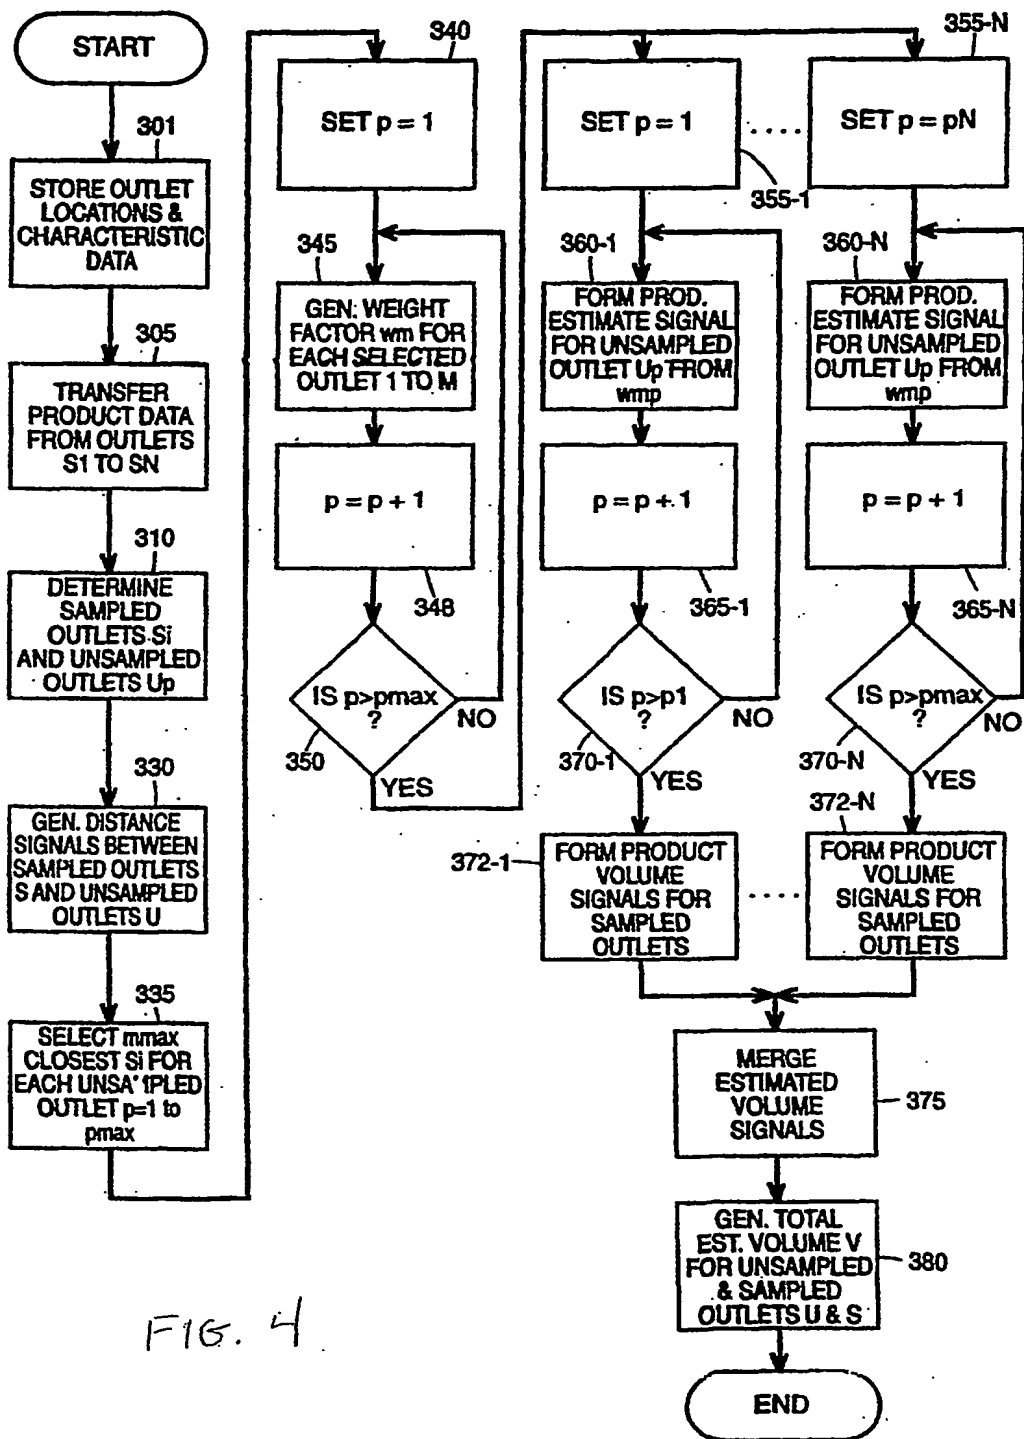 START
301
STORE OUTLET
LOCATIONS &
CHARACTERISTIC
DATA
305
TRANSFER
PRODUCT DATA
FROM OUTLETS
S1 TO SN
310
DETERMINE
SAMPLED
OUTLETS Si
AND UNSAMPLED
OUTLETS Up
330
GEN. DISTANCE
SIGNALS BETWEEN
SAMPLED OUTLETS
S AND UNSAMPLED
OUTLETS U
335
SELECT mmax
CLOSEST Si FOR
EACH
OUTLET p=1 to
pmax
340
SET p = 1
345
GEN. WEIGHT
FACTOR wm FOR
EACH SELECTED
OUTLET 1 TO M
p = p + 1
348
IS p>pmax
?
NO
350
YES
SET p = 1
355-1
360-1
FORM PROD.
ESTIMATE SIGNAL
FOR UNSAMPLED
OUTLET Up FROM
wmp
p = p + 1
365-1
IS p>p1
?
NO
370-1
YES
372-1
FORM PRODUCT
VOLUME
SIGNALS FOR
SAMPLED
OUTLETS
355-N
SET p = pN
360-N
FORM PROD.
ESTIMATE SIGNAL
FOR UNSAMPLED
OUTLET Up FROM
wmp
p = p + 1
365-N
IS p>pmax
?
NO
370-N
YES
372-N
FORM PRODUCT
VOLUME
SIGNALS FOR
SAMPLED
OUTLETS
MERGE
ESTIMATED
VOLUME
SIGNALS
375
GEN. TOTAL
EST. VOLUME V
FOR UNSAMPLED
& SAMPLED
OUTLETS U & S
380
END
FIG. 4